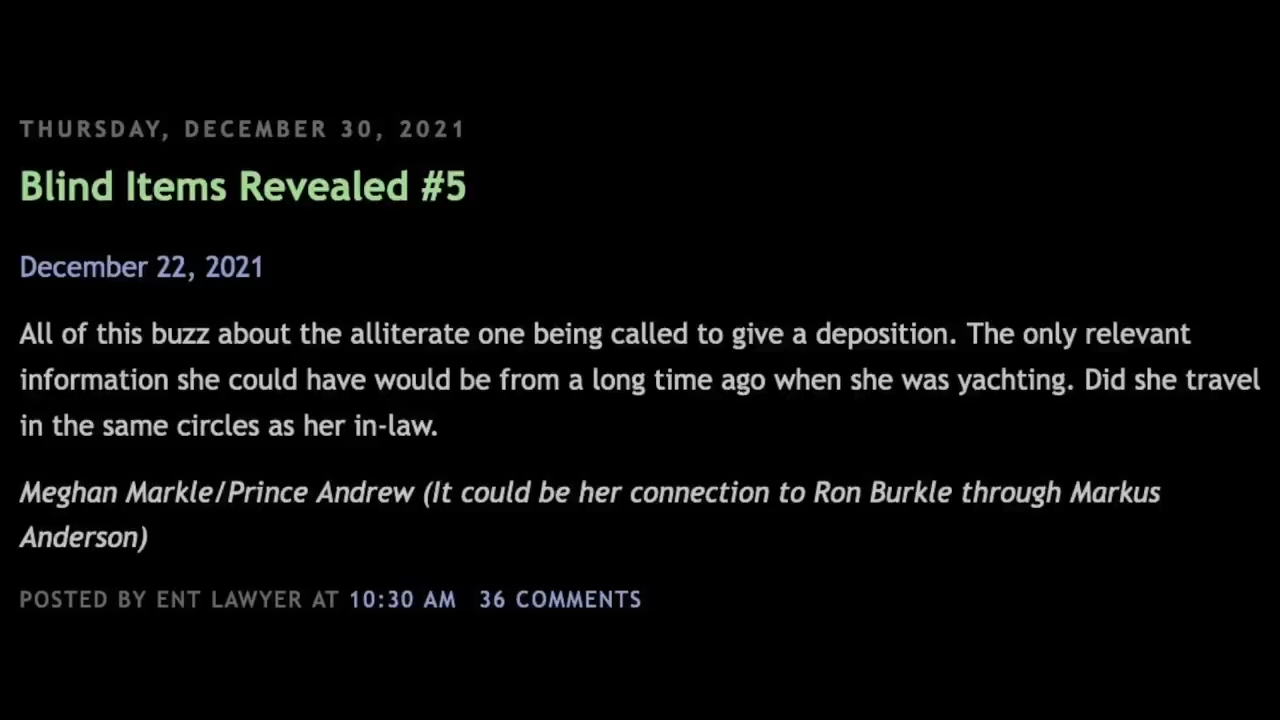 THURSDAY, DECEMBER 30, 2021
Blind Items Revealed #5
December 22, 2021
All of this buzz about the alliterate one being called to give a deposition. The only relevant
information she could have would be from a long time ago when she was yachting. Did she travel
in the same circles as her in-law.
Meghan Markle/Prince Andrew (It could be her connection to Ron Burkle through Markus
Anderson)
POSTED BY ENT LAWYER AT 10:30 AM 36 COMMENTS